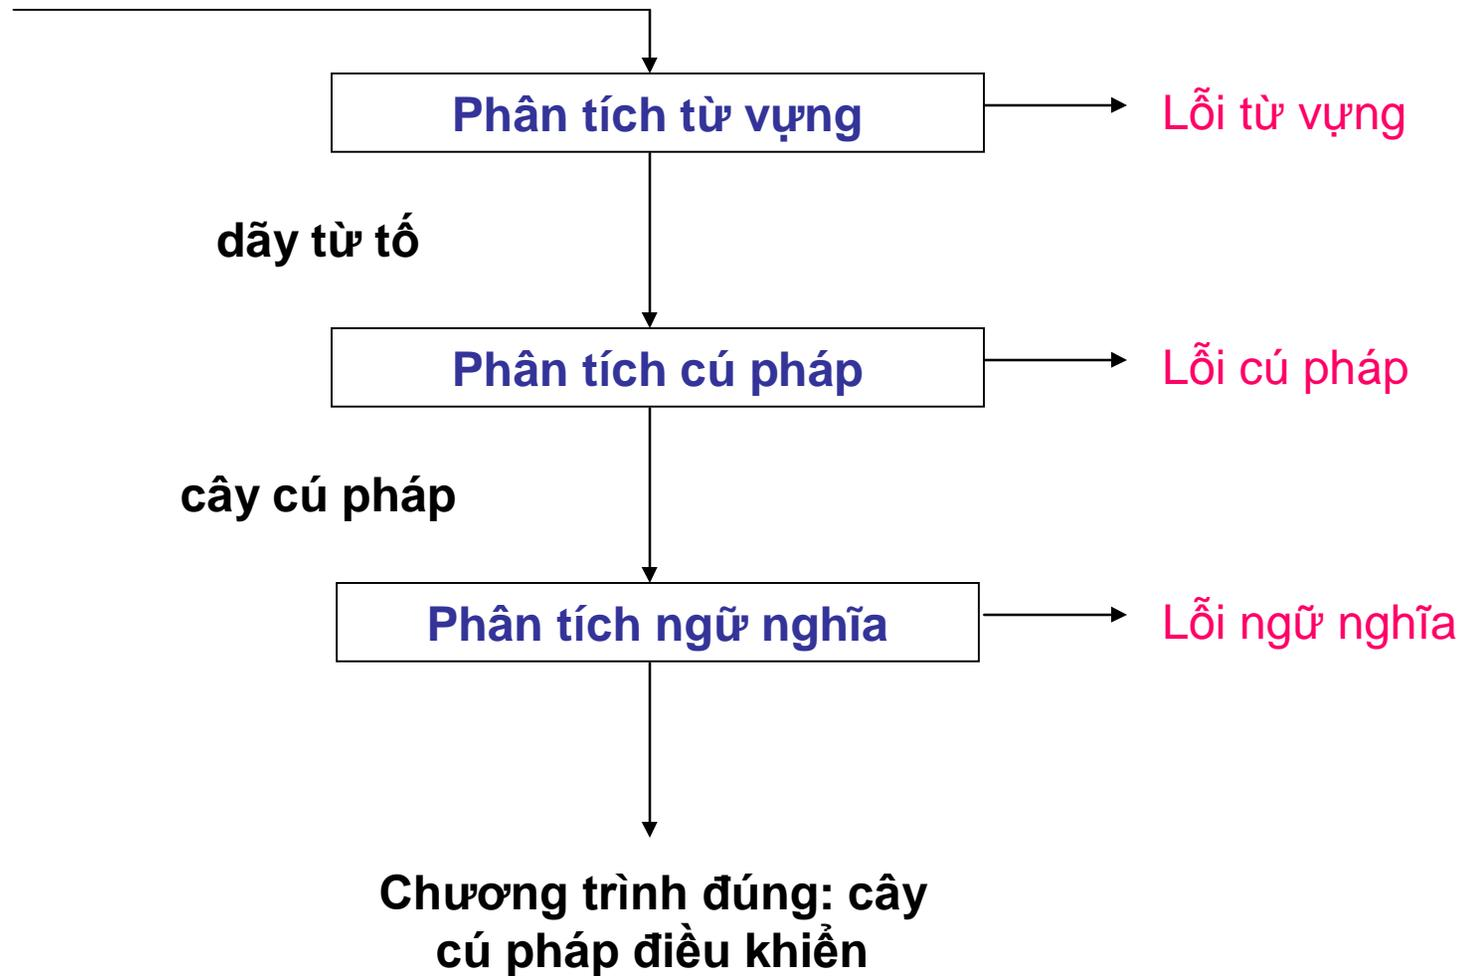 Phân tích từ vựng
Lỗi từ vựng
dãy từ tố
Phân tích cú pháp
Lỗi cú pháp
cây cú pháp
Phân tích ngữ nghĩa
Lỗi ngữ nghĩa
Chương trình đúng: cây
cú pháp điều khiển